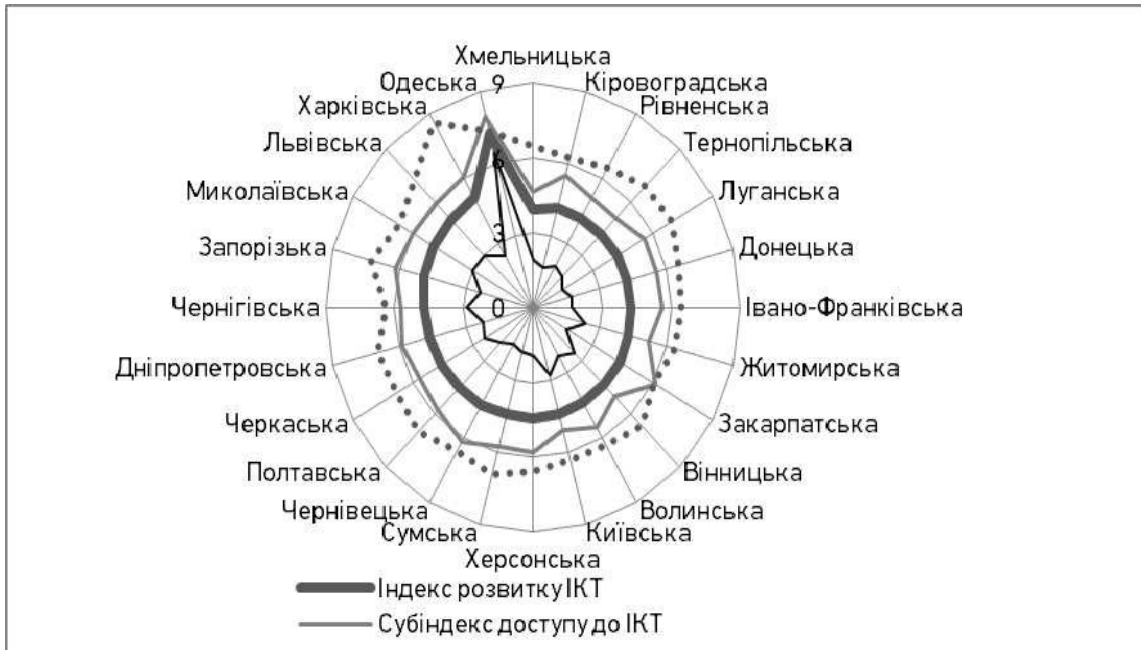 Хмельницька
Одеська 9 Кіровоградська
Харківська Рівненська
Львівська Тернопільська
6
Миколаївська Луганська
3
Запорізька Донецька
Чернігівська 0 Івано-Франківська
Дніпропетровська Житомирська
Черкаська Закарпатська
Полтавська Вінницька
Чернівецька Волинська
Сумська Київська
Херсонська
Індекс розвитку ІКТ
Субіндекс доступу до ІКТ